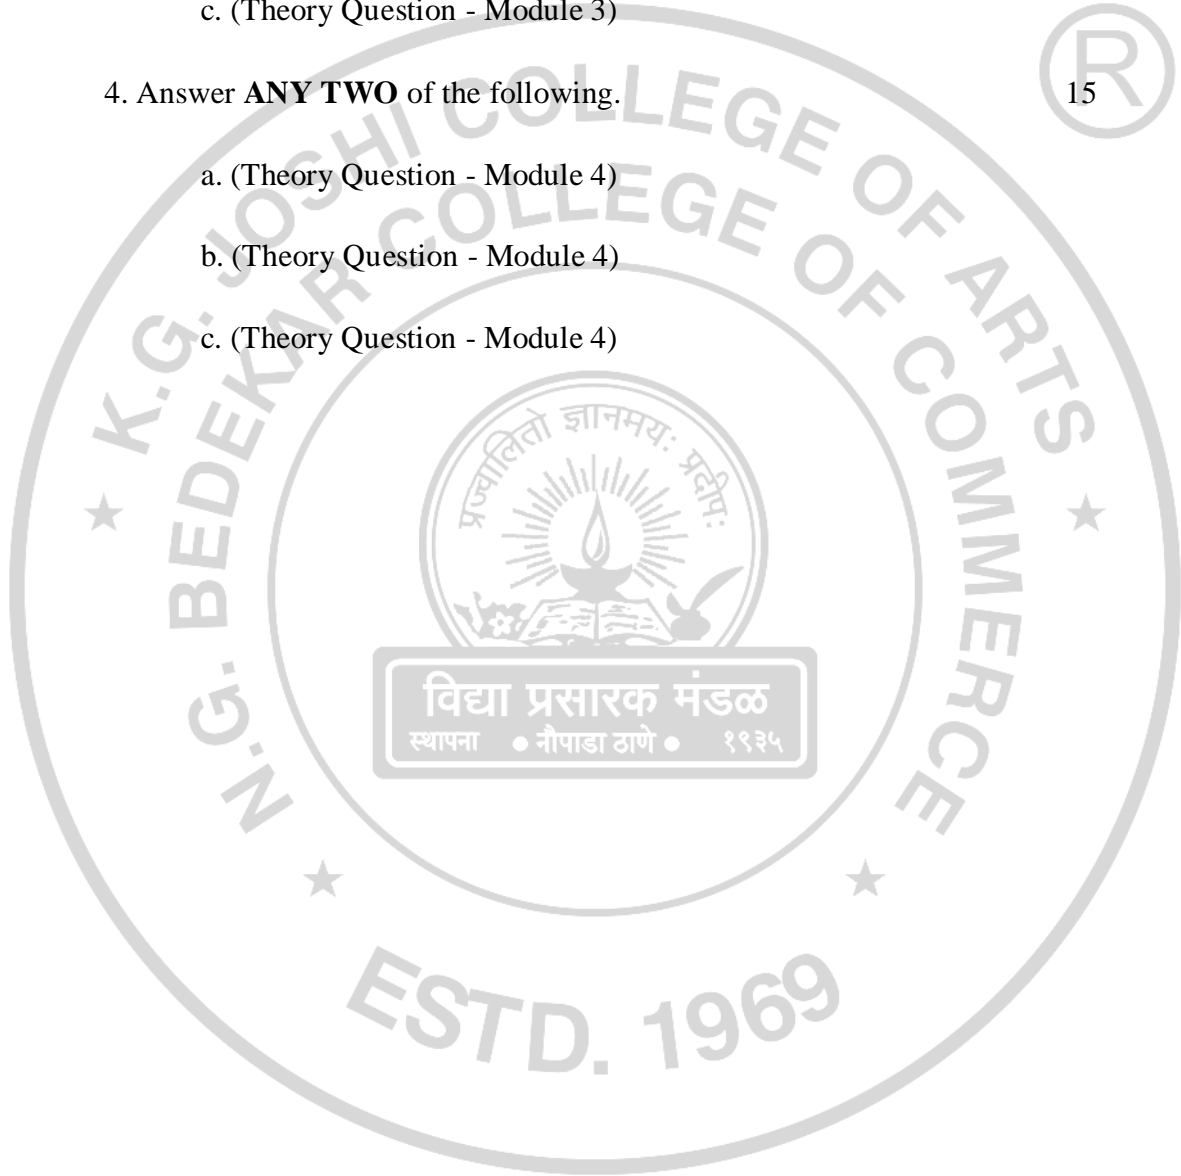 c. (Theory Question - Module 3)
4. Answer ANY TWO of the following. 15
a. (Theory Question - Module 4)
b. (Theory Question - Module 4)
c. (Theory Question - Module 4)
R
K.G. JOSHI COLLEGE OF ARTS
N.G. BEDEKAR COLLEGE OF COMMERCE
प्रज्वालितो ज्ञानमयः प्रदीपः
विद्या प्रसारक मंडळ
स्थापना ● नौपाडा ठाणे ● १९३५
ESTD. 1969